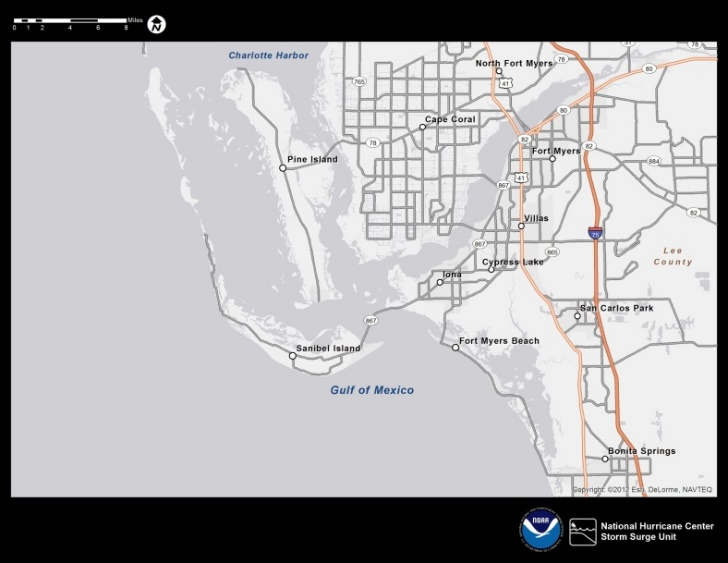 Miles
0 1 2 4 6 8
N
Charlotte Harbor
78
North Fort Myers
78
765
80
41
80
Cape Coral
82
78
Fort Myers
82
Pine Island
884
41
867
82
Villas
75
867
865
Lee
County
Cypress Lake
Iona
San Carlos Park
867
Fort Myers Beach
Sanibel Island
Gulf of Mexico
Bonita Springs
Copyright: ©2012 Esri, DeLorme, NAVTEQ
NOAA
National Hurricane Center
Storm Surge Unit